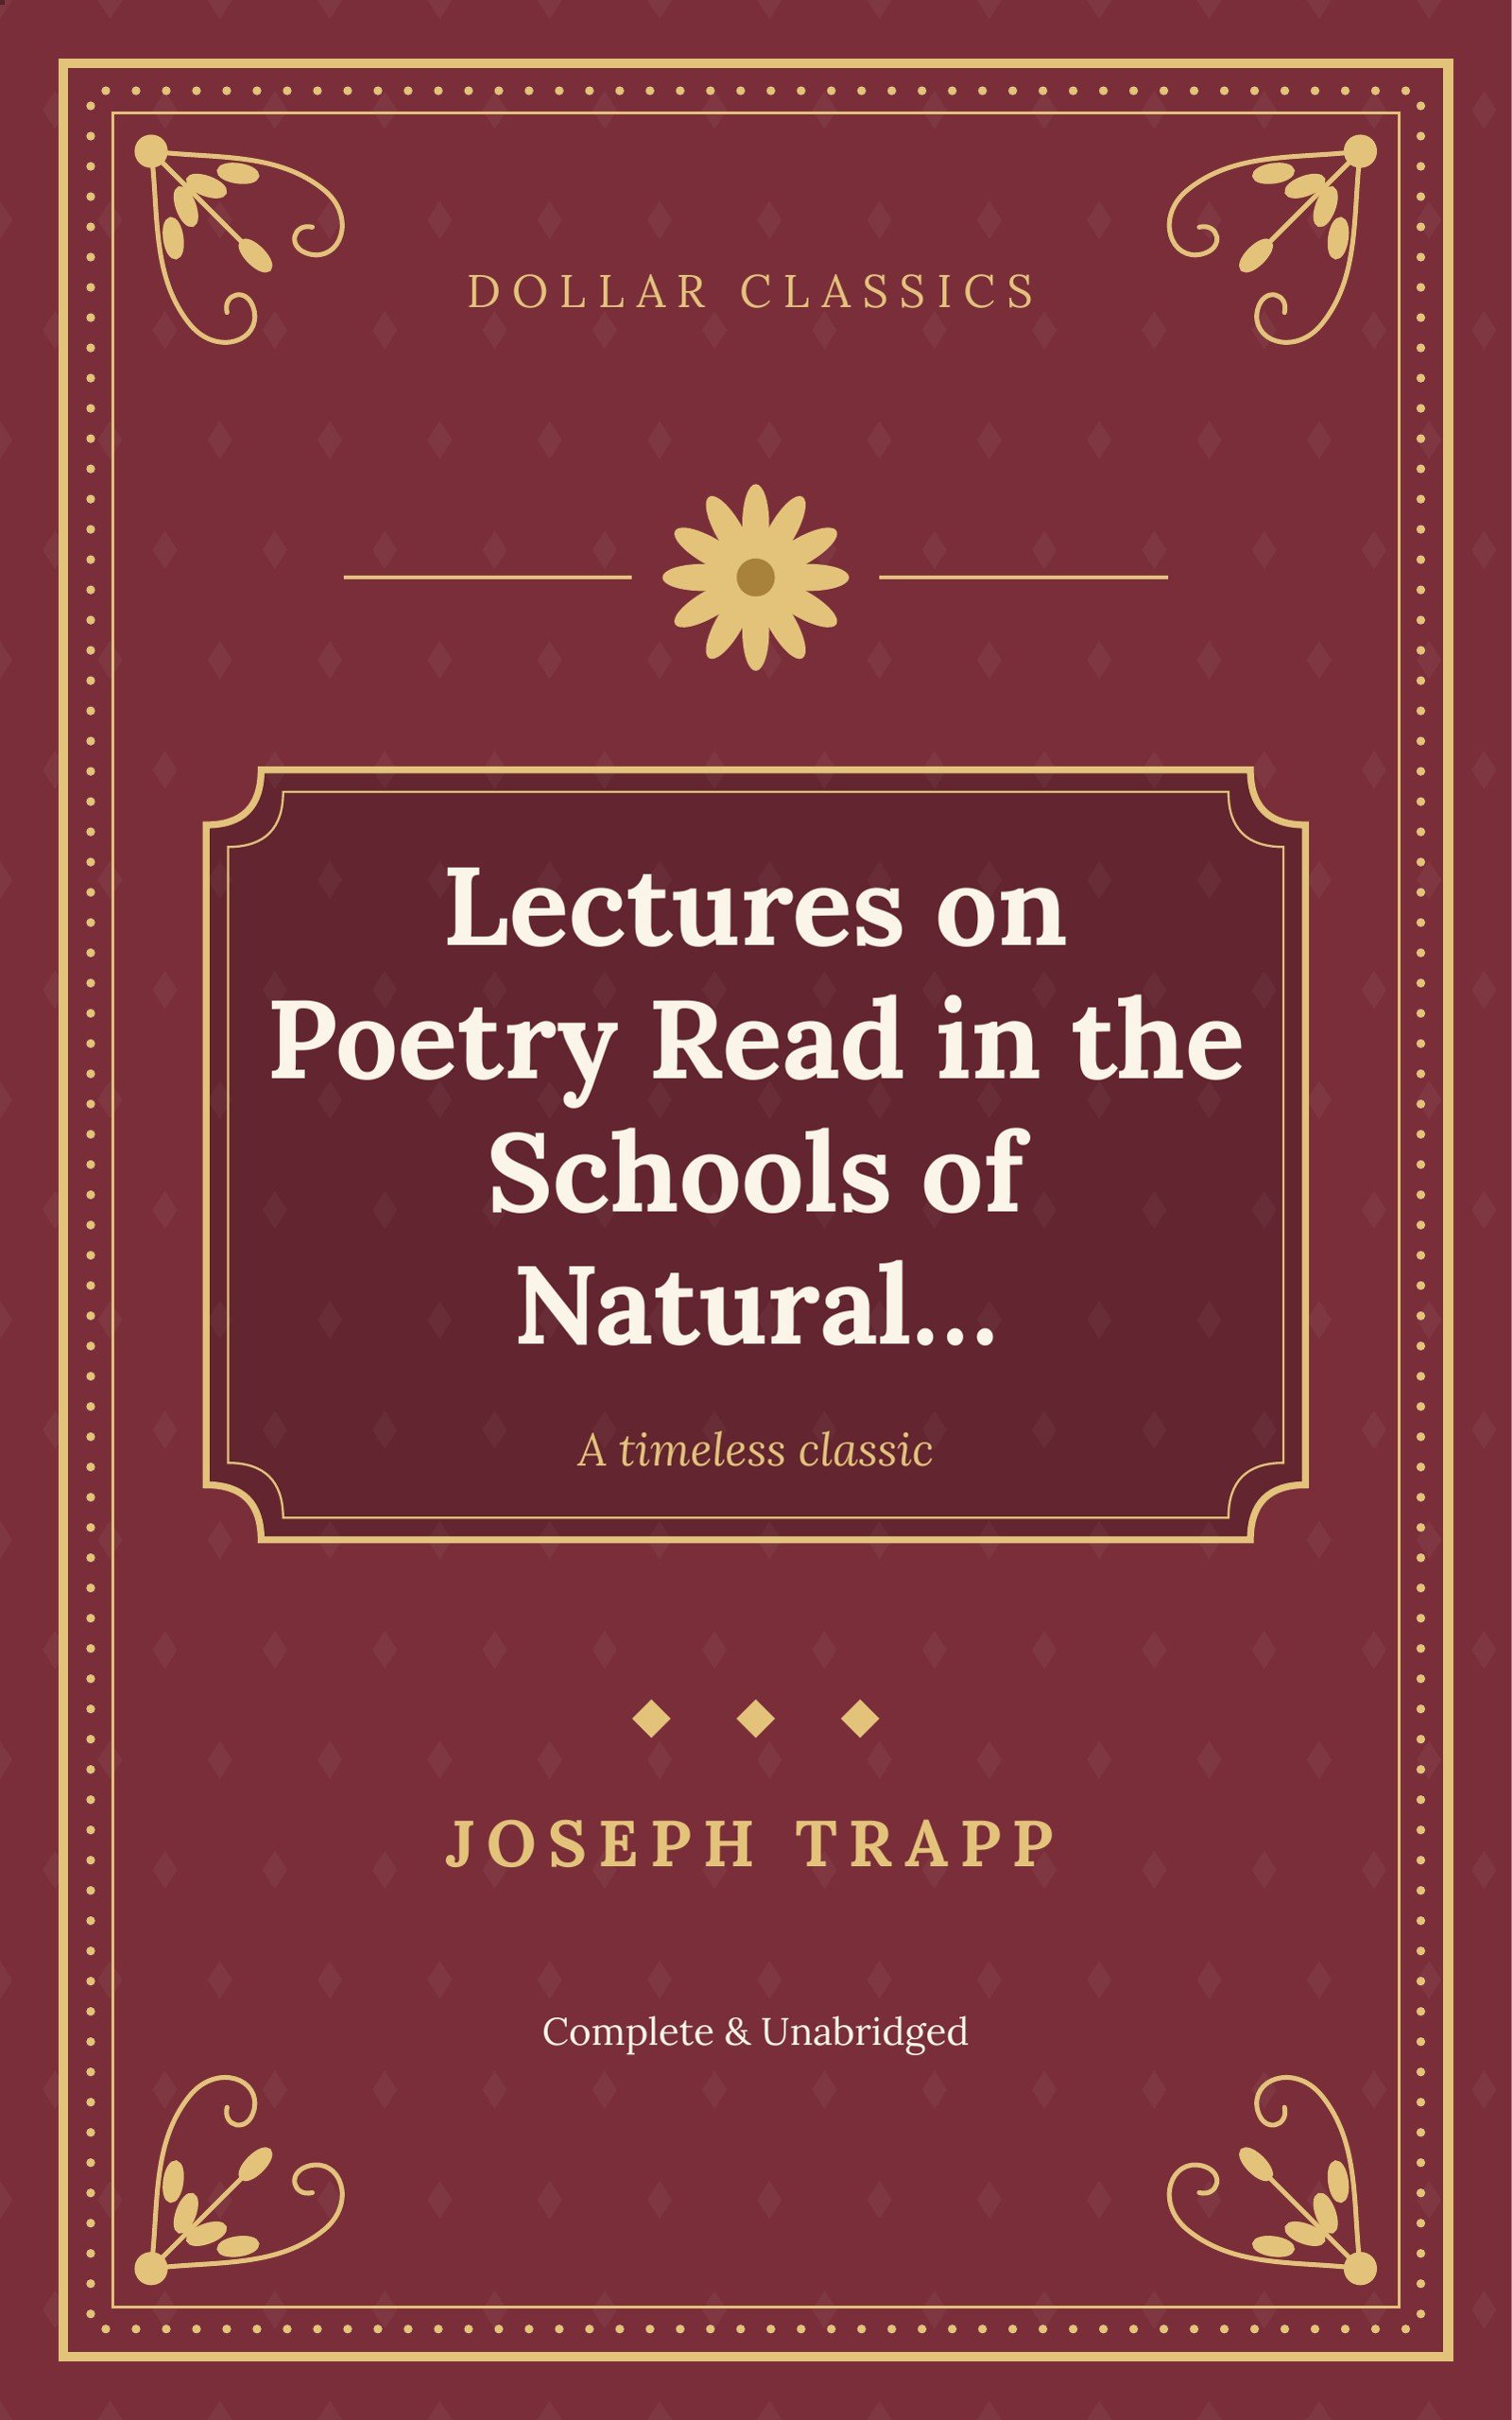 DOLLAR CLASSICS
Lectures on
Poetry Read in the
Schools of
Natural...
A timeless classic
JOSEPH TRAPP
Complete & Unabridged